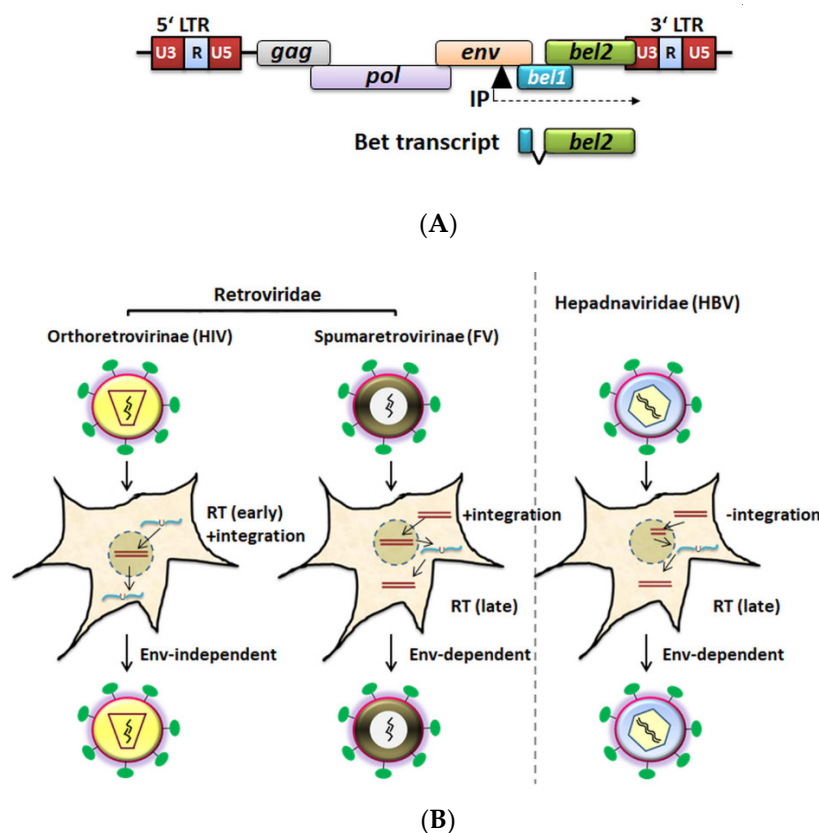 5‘ LTR 3‘ LTR
U3 R U5 gag pol env bel1 bel2 U3 R U5
IP
Bet transcript bel2
(A)
Retroviridae
Orthoretrovirinae (HIV) Spumaretrovirinae (FV) Hepadnaviridae (HBV)
RT (early)
+integration
+integration
RT (late)
-integration
RT (late)
Env-independent Env-dependent Env-dependent
(B)